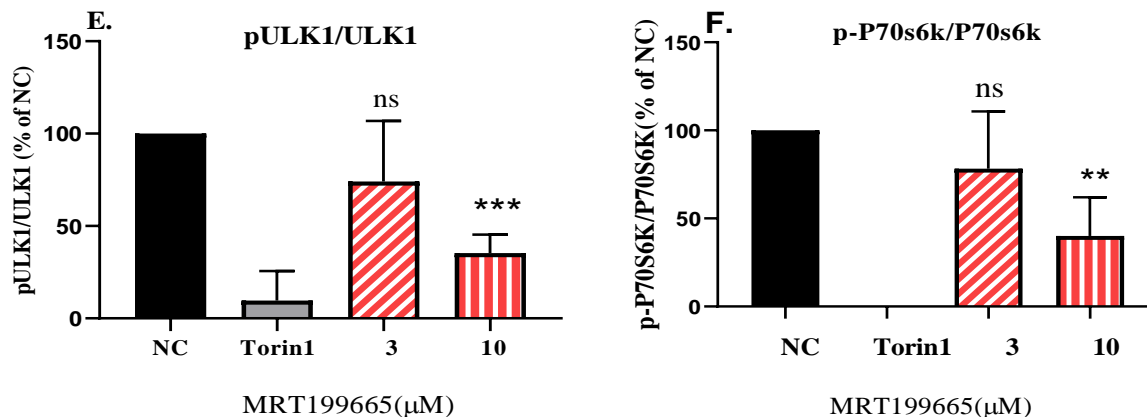 E.
pULK1/ULK1
pULK1/ULK1 (% of NC)
150
100
50
0
ns
***
NC Torin1 3 10
MRT199665(μM)
F.
p-P70s6k/P70s6k
p-P70S6K/P70S6K(% of NC)
150
100
50
0
ns
**
NC Torin1 3 10
MRT199665(μM)